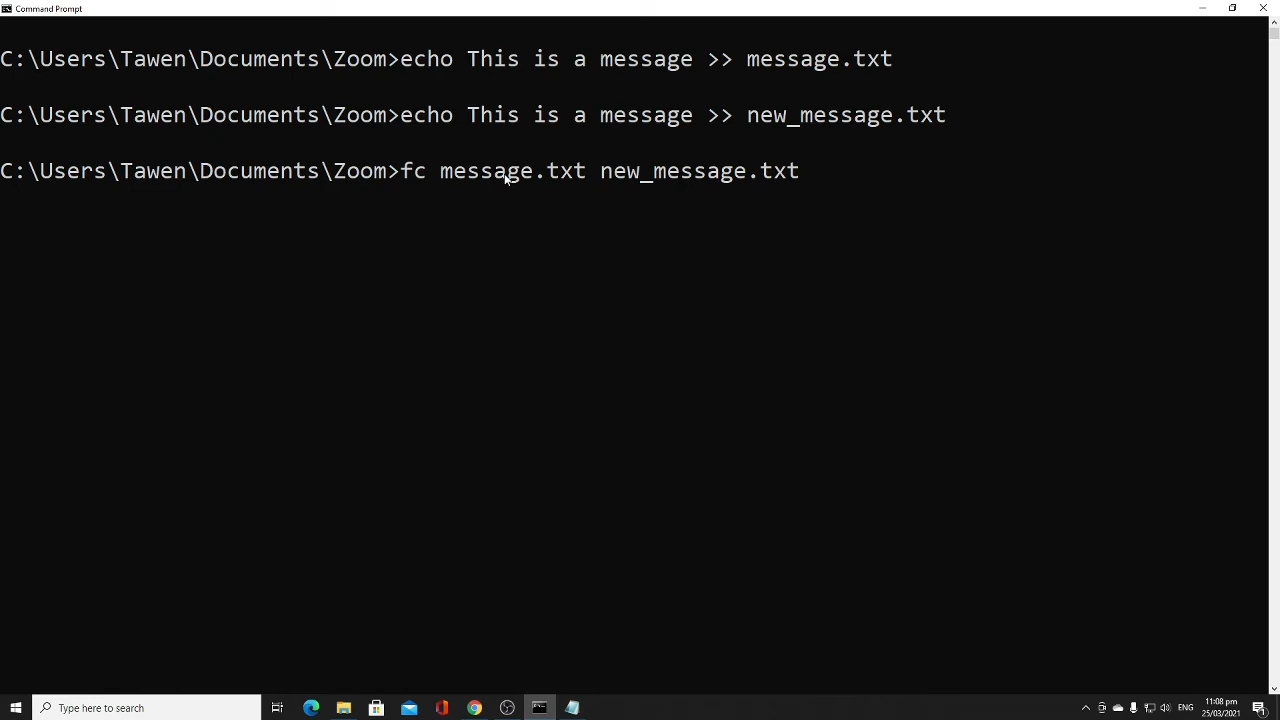 Command Prompt
C:\Users\Tawen\Documents\Zoom>echo This is a message >> message.txt
C:\Users\Tawen\Documents\Zoom>echo This is a message >> new_message.txt
C:\Users\Tawen\Documents\Zoom>fc message.txt new_message.txt
Type here to search
ENG
11:08 pm
25/03/2021
1